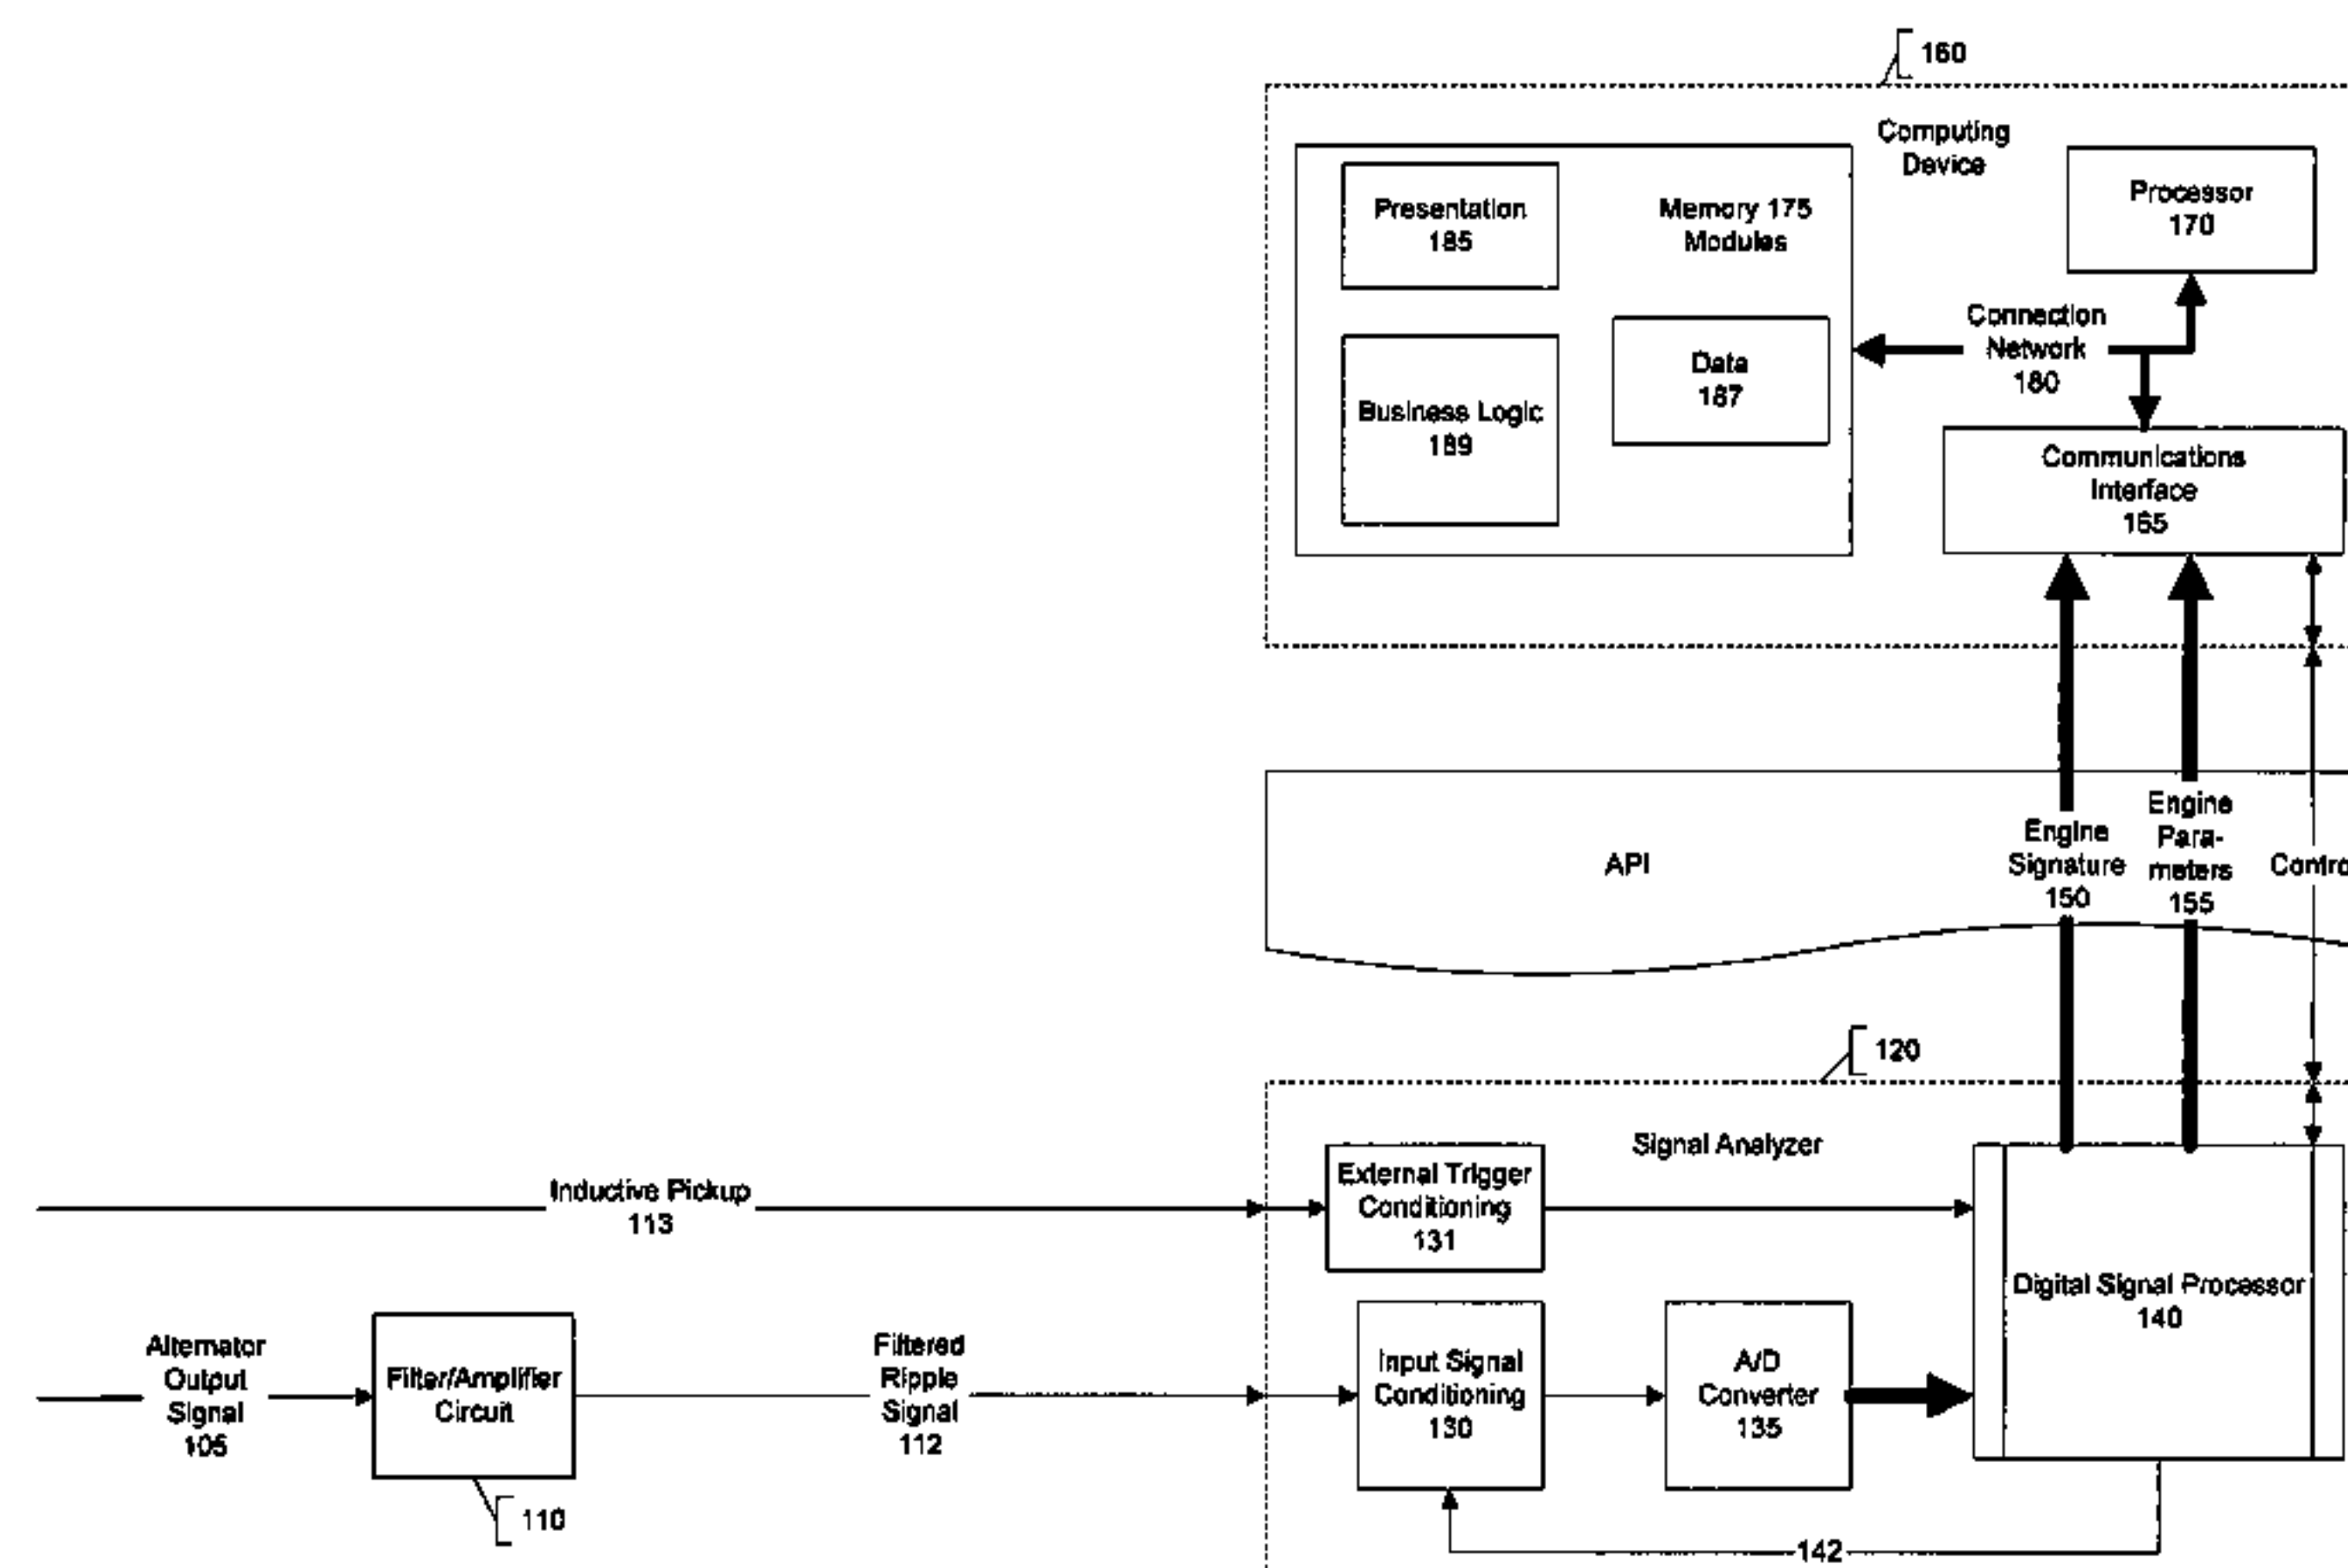 160
Computing
Device
Presentation
185
Memory 175
Modules
Processor
170
Connection
Network
180
Data
187
Business Logic
189
Communications
Interface
165
API
Engine
Signature
150
Engine
Para-
meters
155
Contro
120
Signal Analyzer
Inductive Pickup
113
External Trigger
Conditioning
131
Digital Signal Processor
140
Alternator
Output
Signal
105
Filter/Amplifier
Circuit
Filtered
Ripple
Signal
112
Input Signal
Conditioning
130
A/D
Converter
135
110
142